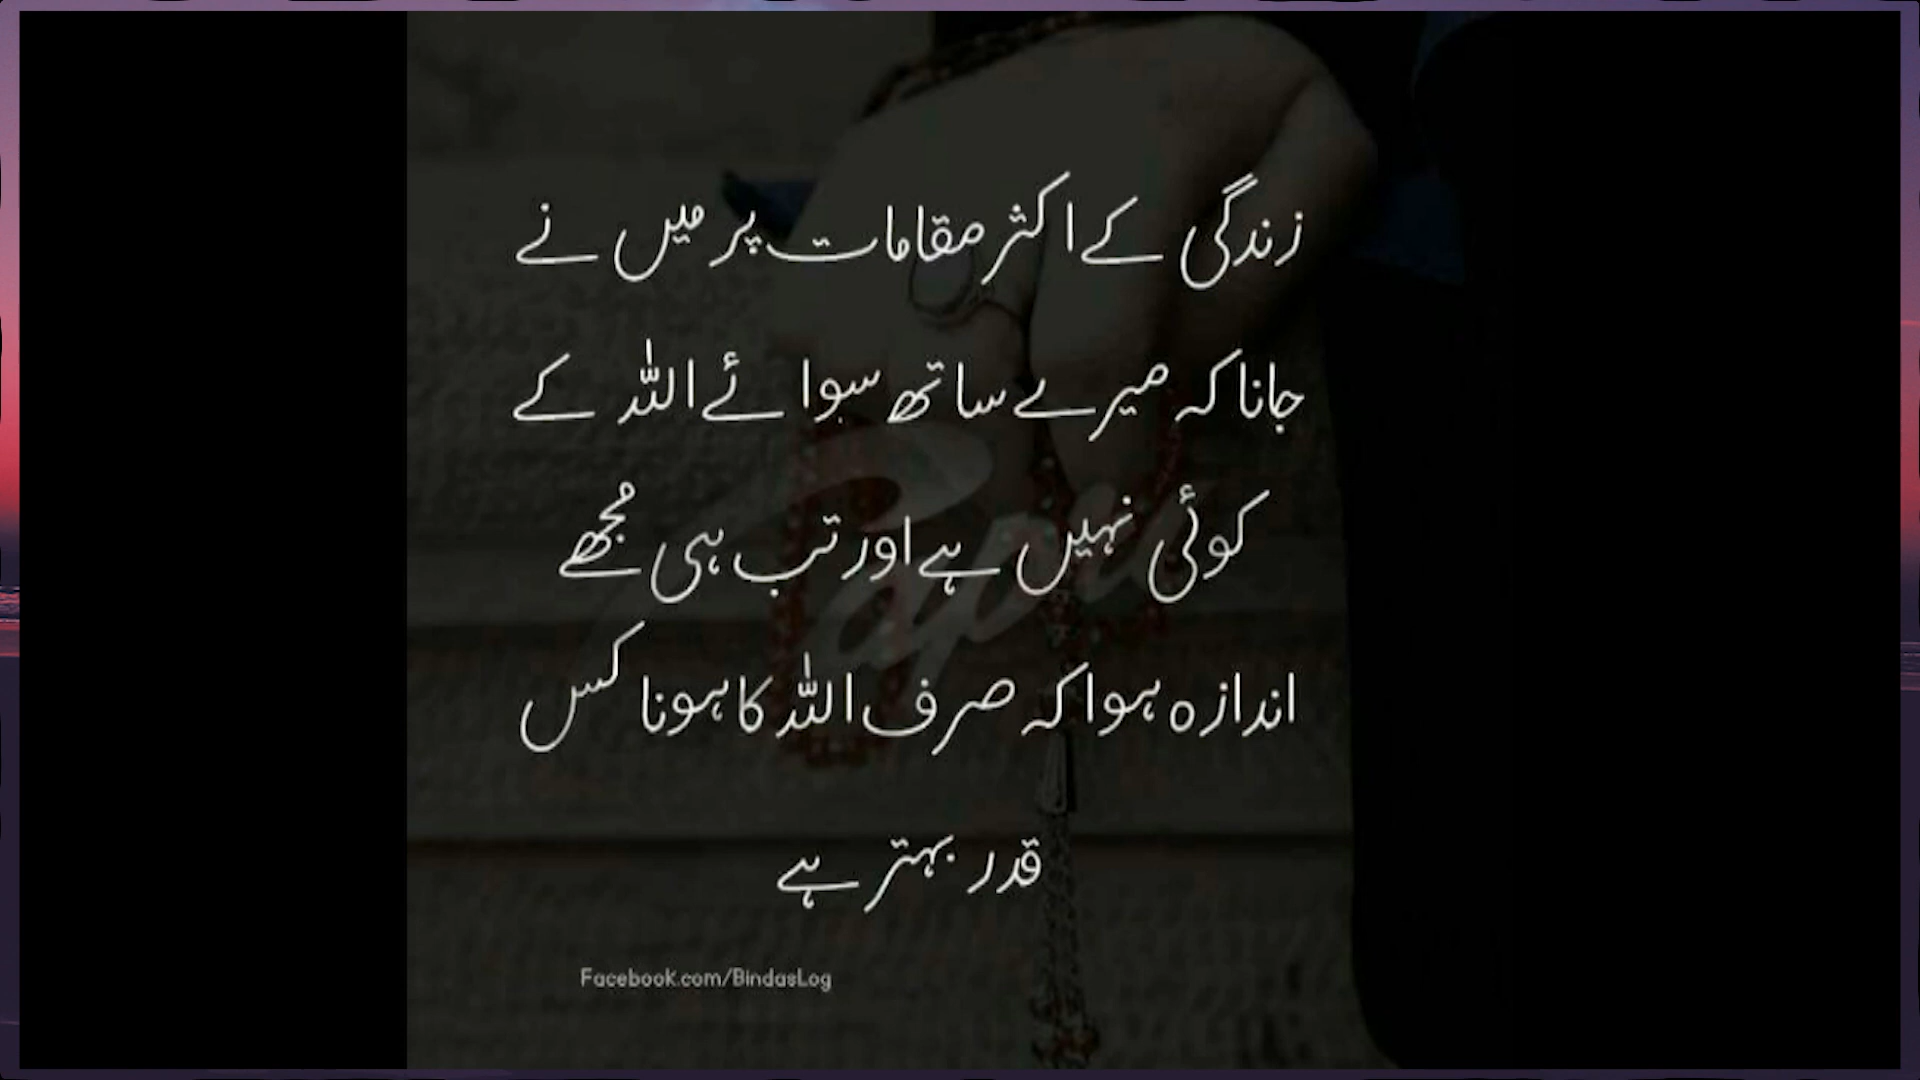 زندگی کے اکثر مقامات پر میں نے
جانا کہ میرے ساتھ سوائے اللہ کے
کوئی نہیں ہے اور تب ہی مجھے
اندازہ ہوا کہ صرف اللہ کا ہونا کس
قدر بہتر ہے
Facebook.com/BindasLog